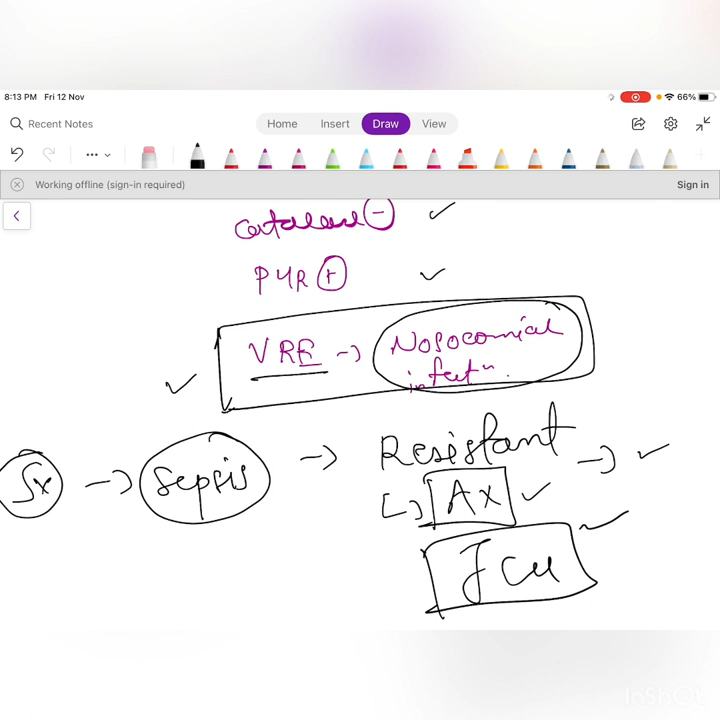 8:13 PM Fri 12 Nov 66%
Recent Notes Home Insert Draw View
Working offline (sign-in required) Sign in
Catalase (-) ✓
PYR (+) ✓
VRE → Nosocomial
infectⁿ.
Sx → Sepsis → Resistant → ✓
Ax ✓
ICU
InShOt